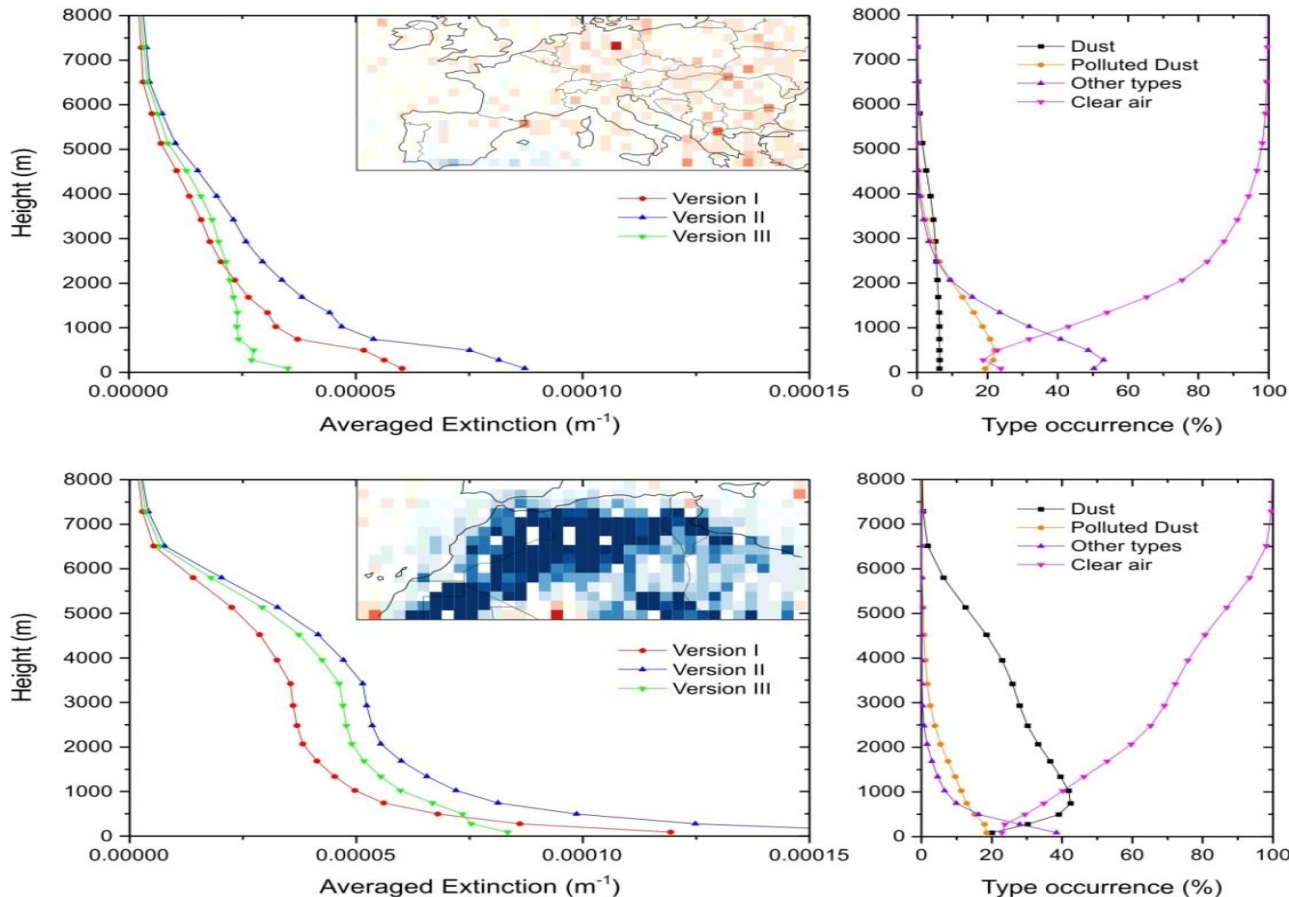 8000
7000
6000
5000
4000
3000
2000
1000
0
Height (m)
Version I
Version II
Version III
0.00000
0.00005
0.00010
0.00015
Averaged Extinction (m⁻¹)
8000
7000
6000
5000
4000
3000
2000
1000
0
Dust
Polluted Dust
Other types
Clear air
0
20
40
60
80
100
Type occurrence (%)
8000
7000
6000
5000
4000
3000
2000
1000
0
Height (m)
Version I
Version II
Version III
0.00000
0.00005
0.00010
0.00015
Averaged Extinction (m⁻¹)
8000
7000
6000
5000
4000
3000
2000
1000
0
Dust
Polluted Dust
Other types
Clear air
0
20
40
60
80
100
Type occurrence (%)